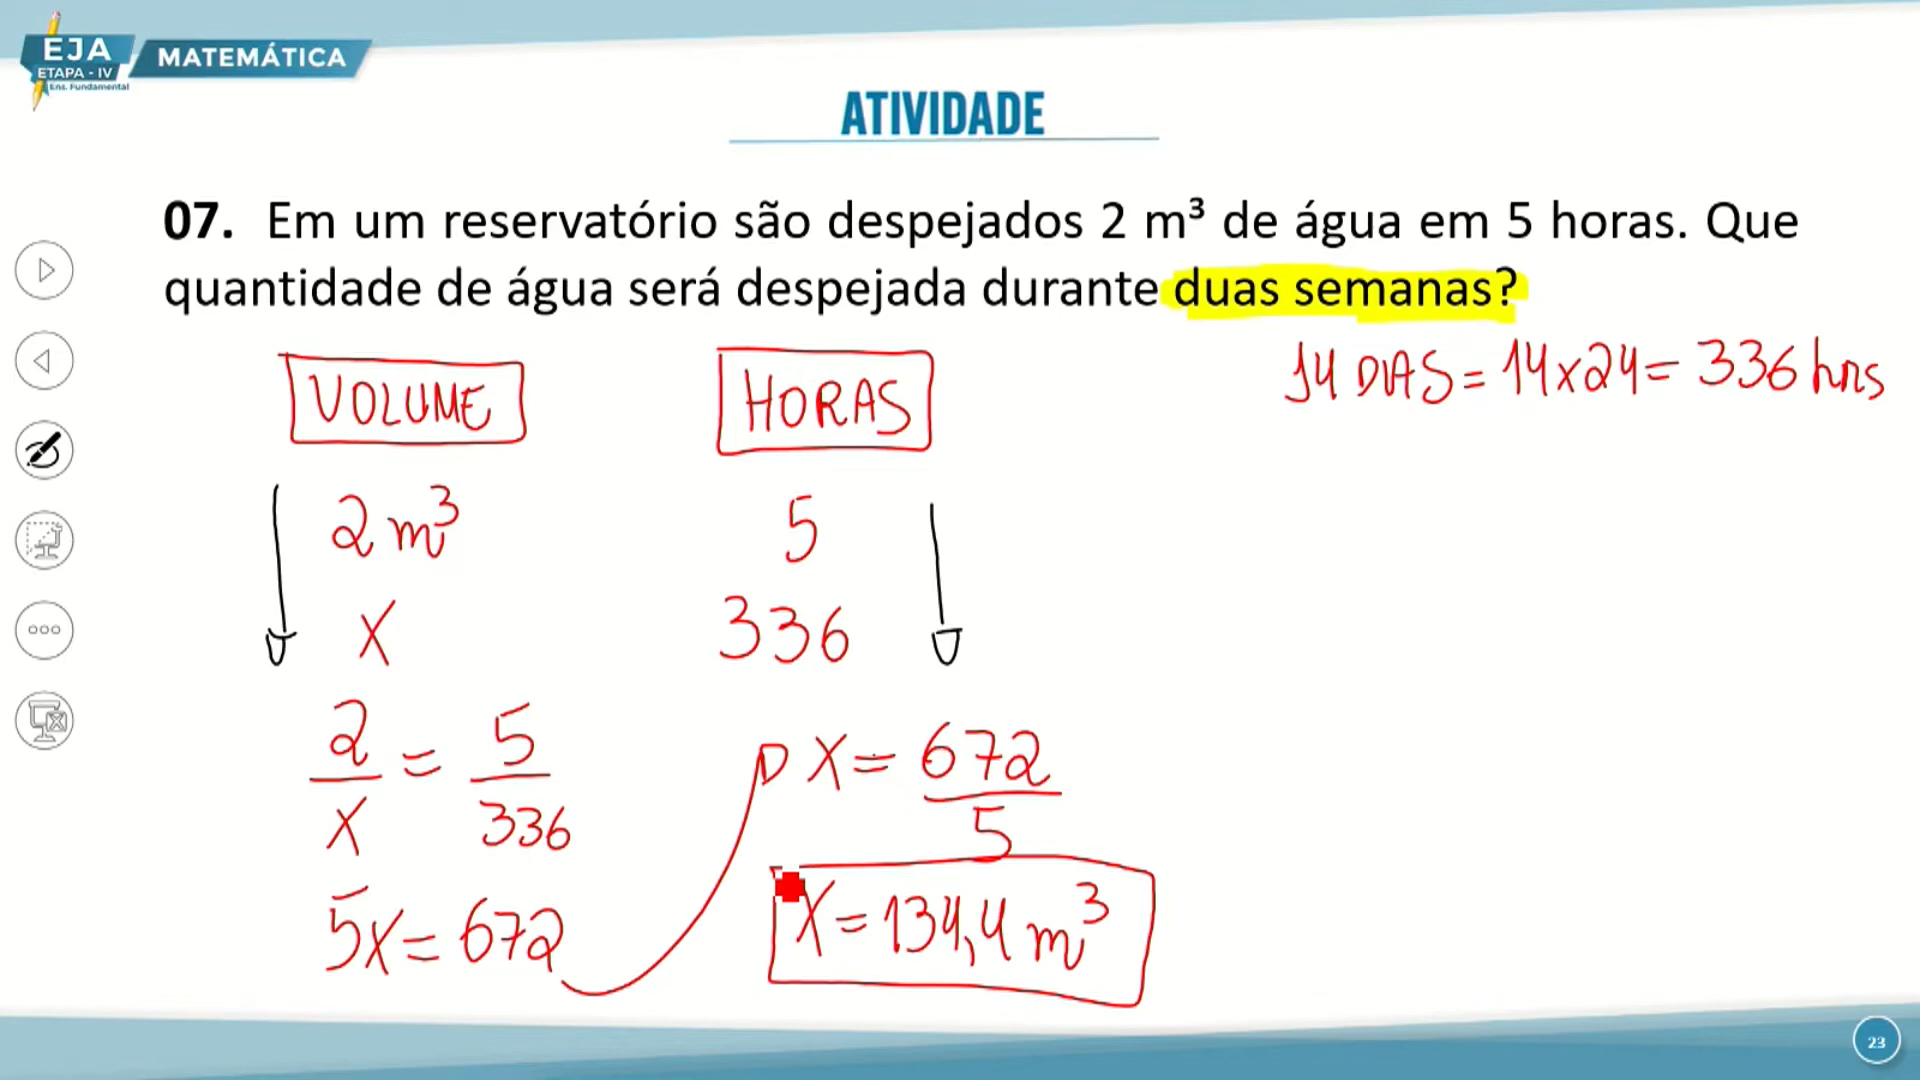 EJA
ETAPA - IV
Ens. Fundamental
MATEMÁTICA
ATIVIDADE
07. Em um reservatório são despejados 2 m³ de água em 5 horas. Que
quantidade de água será despejada durante duas semanas?
14 DIAS = 14x24 = 336 hrs
VOLUME HORAS
2 m³ 5
x 336
2/x = 5/336
5x = 672
x = 672/5
x = 134,4 m³
23